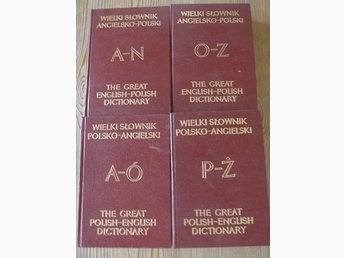 WIELKI SŁOWNIK
ANGIELSKO-POLSKI
A-N
THE GREAT
ENGLISH-POLISH
DICTIONARY
WIELKI SŁOWNIK
ANGIELSKO-POLSKI
O-Z
THE GREAT
ENGLISH-POLISH
DICTIONARY
WIELKI SŁOWNIK
POLSKO-ANGIELSKI
A-Ó
THE GREAT
POLISH-ENGLISH
DICTIONARY
WIELKI SŁOWNIK
POLSKO-ANGIELSKI
P-Ż
THE GREAT
POLISH-ENGLISH
DICTIONARY